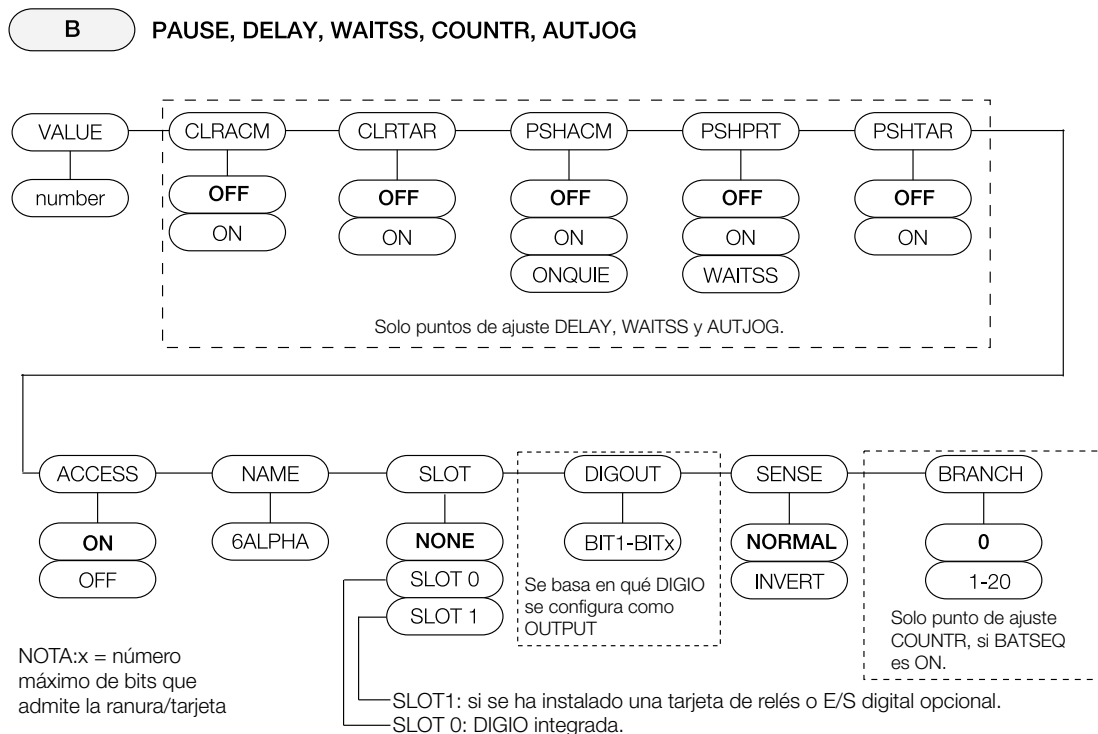 B PAUSE, DELAY, WAITSS, COUNTR, AUTJOG
VALUE CLRACM CLRTAR PSHACM PSHPRT PSHTAR
number OFF OFF OFF OFF OFF
ON ON ON ON ON
ONQUIE WAITSS
Solo puntos de ajuste DELAY, WAITSS y AUTJOG.
ACCESS NAME SLOT DIGOUT SENSE BRANCH
ON 6ALPHA NONE BIT1-BITx NORMAL 0
OFF SLOT 0 INVERT 1-20
SLOT 1
Se basa en qué DIGIO
se configura como
OUTPUT
Solo punto de ajuste
COUNTR, si BATSEQ
es ON.
NOTA:x = número
máximo de bits que
admite la ranura/tarjeta
SLOT1: si se ha instalado una tarjeta de relés o E/S digital opcional.
SLOT 0: DIGIO integrada.